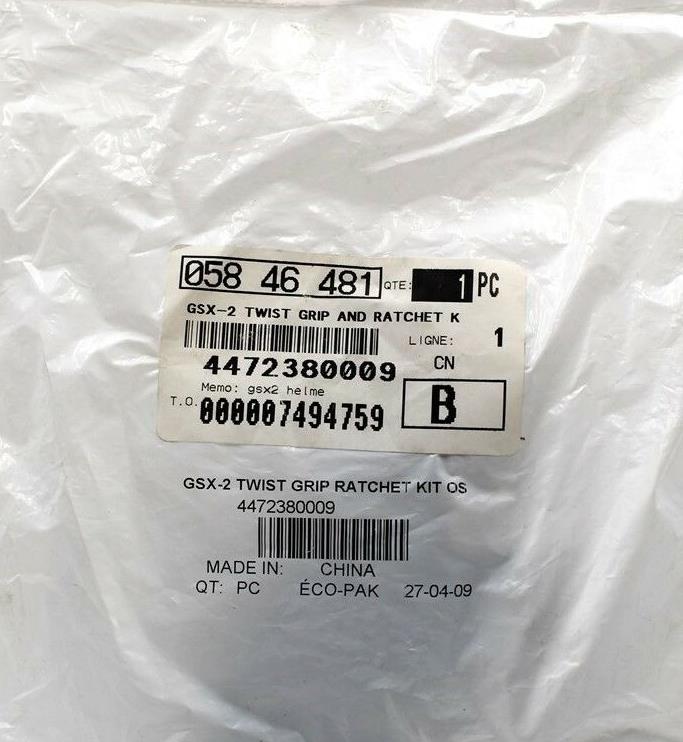 058 46 481 QTE: 1 PC
GSX-2 TWIST GRIP AND RATCHET K
LIGNE: 1
4472380009 CN
Memo: gsx2 helme
T.O. 000007494759 B
GSX-2 TWIST GRIP RATCHET KIT OS
4472380009
MADE IN: CHINA
QT: PC ÉCO-PAK 27-04-09